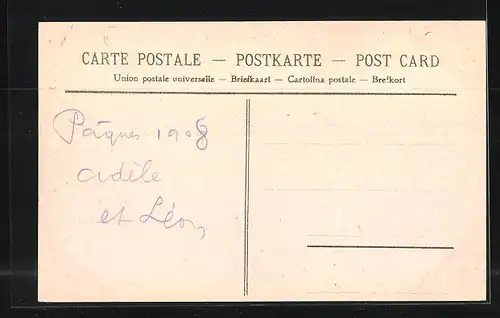 CARTE POSTALE — POSTKARTE — POST CARD
Union postale universelle — Briefkaart — Cartolina postale — Brefkort
Pâques 1908
Adèle
et Léon